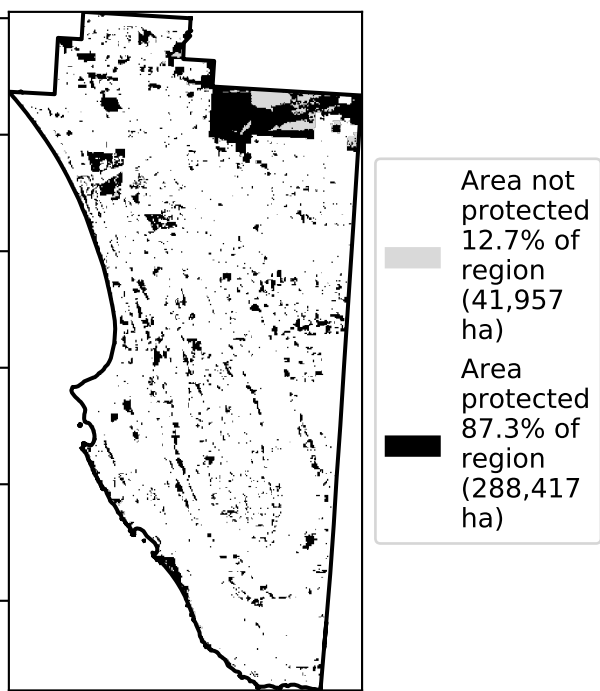 Area not
protected
12.7% of
region
(41,957
ha)
Area
protected
87.3% of
region
(288,417
ha)